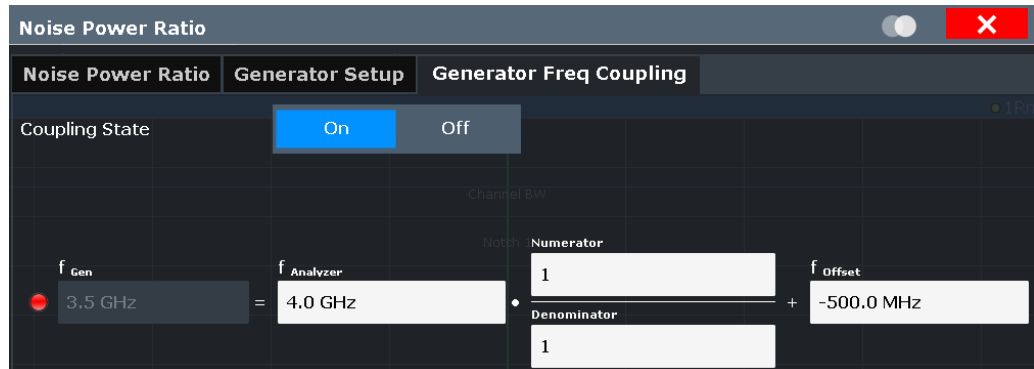 Noise Power Ratio
Noise Power Ratio Generator Setup Generator Freq Coupling
Coupling State On Off
Channel BW
Notch 1
Numerator
f Gen f Analyzer 1 f Offset
3.5 GHz = 4.0 GHz • + -500.0 MHz
Denominator
1